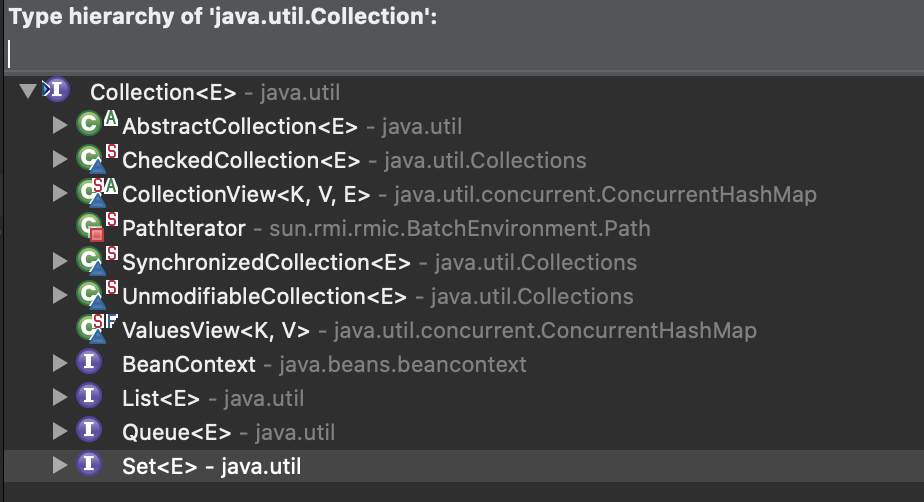 Type hierarchy of 'java.util.Collection':
I Collection<E> - java.util
C A AbstractCollection<E> - java.util
C S CheckedCollection<E> - java.util.Collections
C S A CollectionView<K, V, E> - java.util.concurrent.ConcurrentHashMap
C S PathIterator - sun.rmi.rmic.BatchEnvironment.Path
C S SynchronizedCollection<E> - java.util.Collections
C S UnmodifiableCollection<E> - java.util.Collections
C S F ValuesView<K, V> - java.util.concurrent.ConcurrentHashMap
I BeanContext - java.beans.beancontext
I List<E> - java.util
I Queue<E> - java.util
I Set<E> - java.util